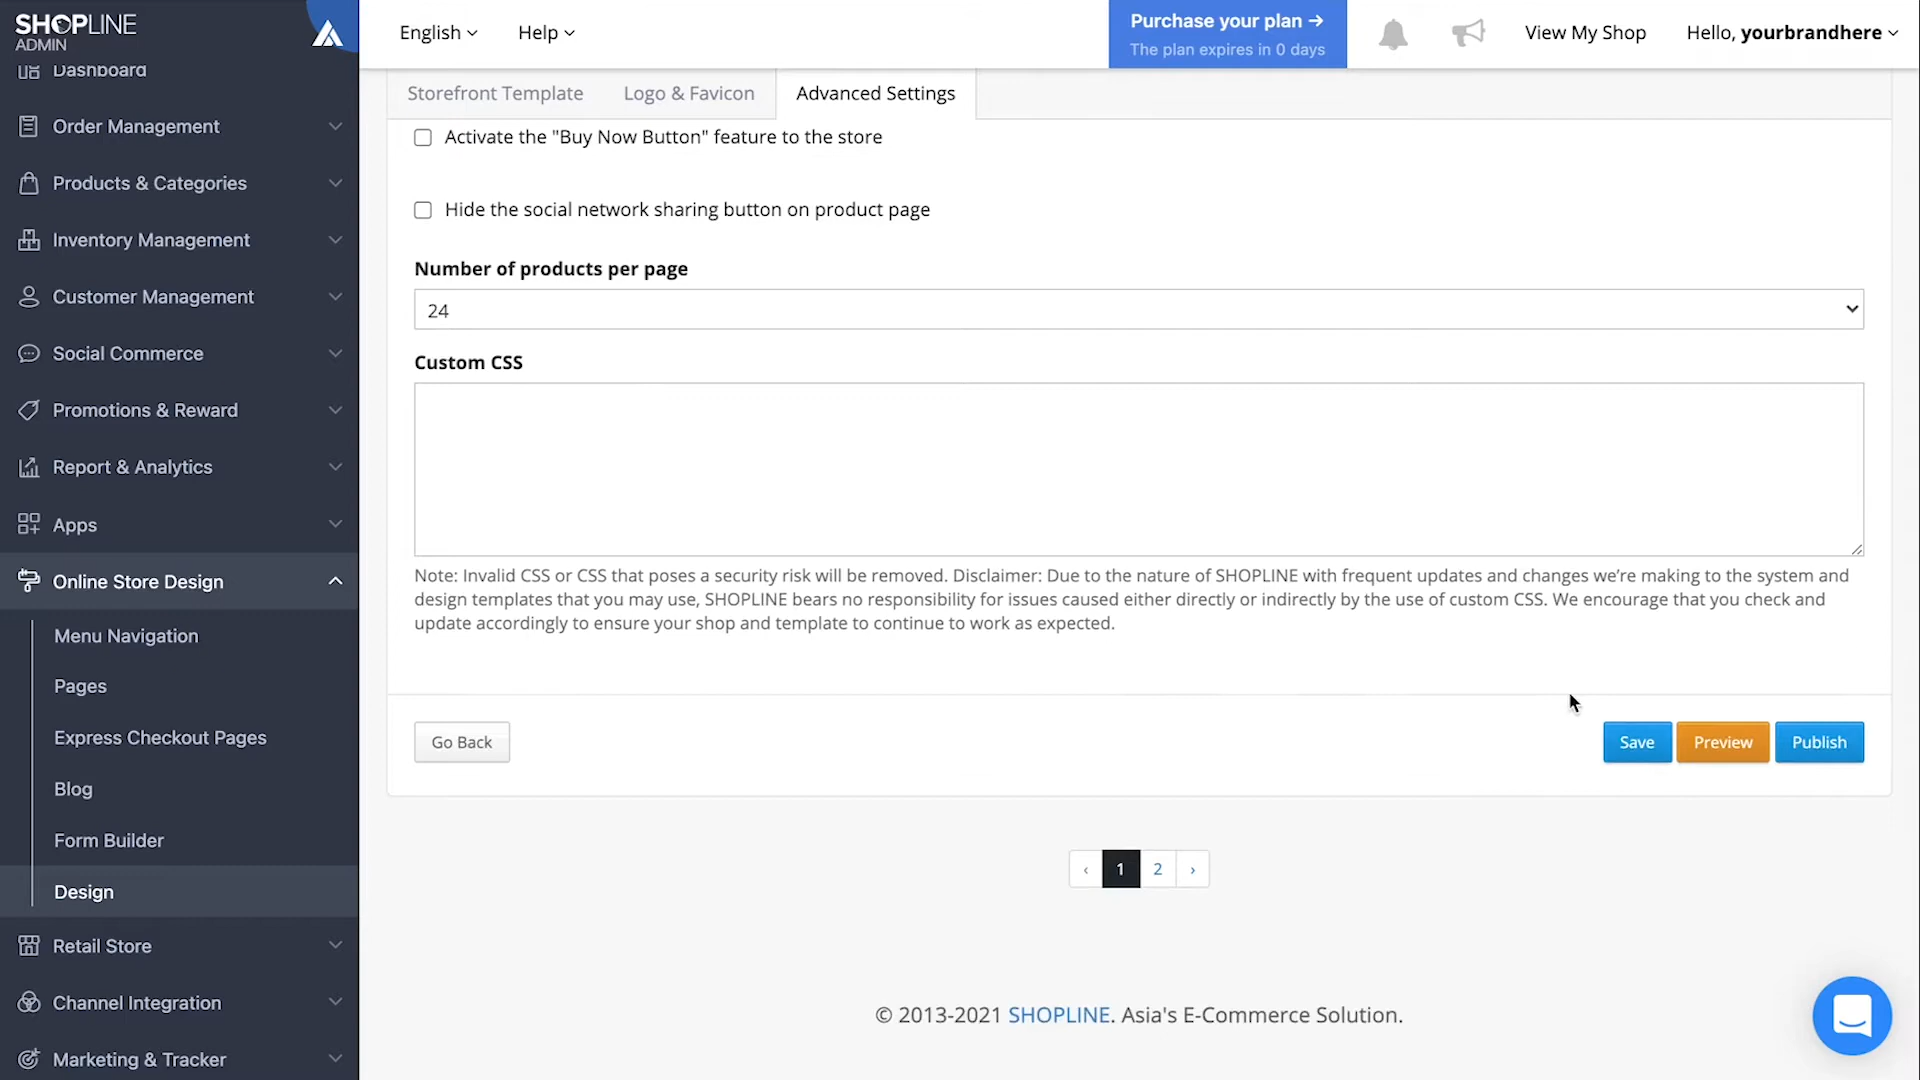 SHOPLINE
ADMIN
English
Help
Purchase your plan →
The plan expires in 0 days
View My Shop
Hello, yourbrandhere
Dashboard
Order Management
Products & Categories
Inventory Management
Customer Management
Social Commerce
Promotions & Reward
Report & Analytics
Apps
Online Store Design
Menu Navigation
Pages
Express Checkout Pages
Blog
Form Builder
Design
Retail Store
Channel Integration
Marketing & Tracker
Storefront Template
Logo & Favicon
Advanced Settings
Activate the "Buy Now Button" feature to the store
Hide the social network sharing button on product page
Number of products per page
24
Custom CSS
Note: Invalid CSS or CSS that poses a security risk will be removed. Disclaimer: Due to the nature of SHOPLINE with frequent updates and changes we’re making to the system and
design templates that you may use, SHOPLINE bears no responsibility for issues caused either directly or indirectly by the use of custom CSS. We encourage that you check and
update accordingly to ensure your shop and template to continue to work as expected.
Go Back
Save
Preview
Publish
‹ 1 2 ›
© 2013-2021 SHOPLINE. Asia's E-Commerce Solution.